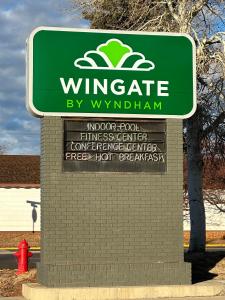 WINGATE
BY WYNDHAM
INDOOR POOL
FITNESS CENTER
CONFERENCE CENTER
FREE HOT BREAKFAST